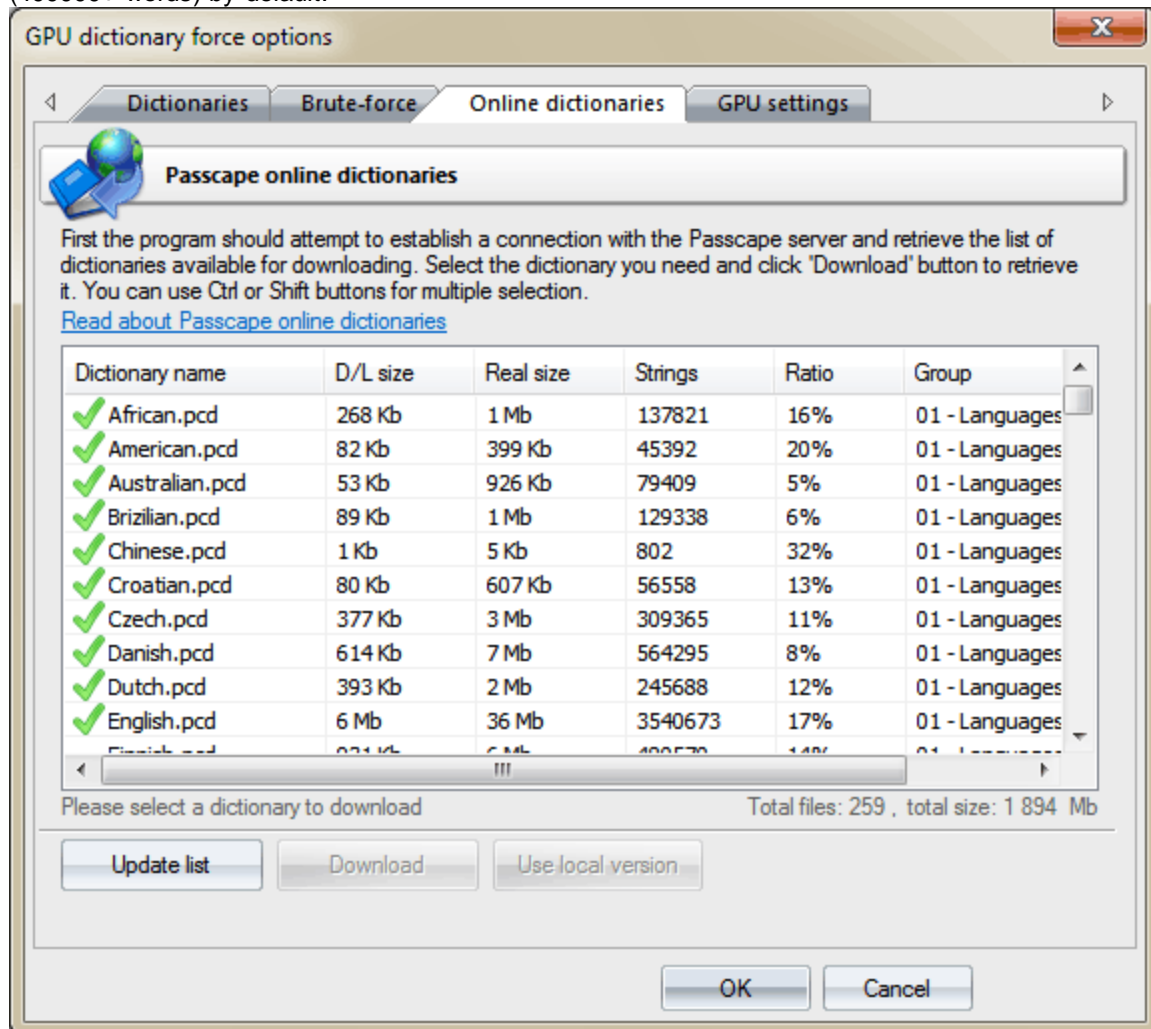 GPU dictionary force options
Dictionaries Brute-force Online dictionaries GPU settings
Passcape online dictionaries
First the program should attempt to establish a connection with the Passcape server and retrieve the list of
dictionaries available for downloading. Select the dictionary you need and click 'Download' button to retrieve
it. You can use Ctrl or Shift buttons for multiple selection.
Read about Passcape online dictionaries
Dictionary name D/L size Real size Strings Ratio Group
African.pcd 268 Kb 1 Mb 137821 16% 01 - Languages
American.pcd 82 Kb 399 Kb 45392 20% 01 - Languages
Australian.pcd 53 Kb 926 Kb 79409 5% 01 - Languages
Brizilian.pcd 89 Kb 1 Mb 129338 6% 01 - Languages
Chinese.pcd 1 Kb 5 Kb 802 32% 01 - Languages
Croatian.pcd 80 Kb 607 Kb 56558 13% 01 - Languages
Czech.pcd 377 Kb 3 Mb 309365 11% 01 - Languages
Danish.pcd 614 Kb 7 Mb 564295 8% 01 - Languages
Dutch.pcd 393 Kb 2 Mb 245688 12% 01 - Languages
English.pcd 6 Mb 36 Mb 3540673 17% 01 - Languages
Please select a dictionary to download Total files: 259 , total size: 1 894 Mb
Update list Download Use local version
OK Cancel